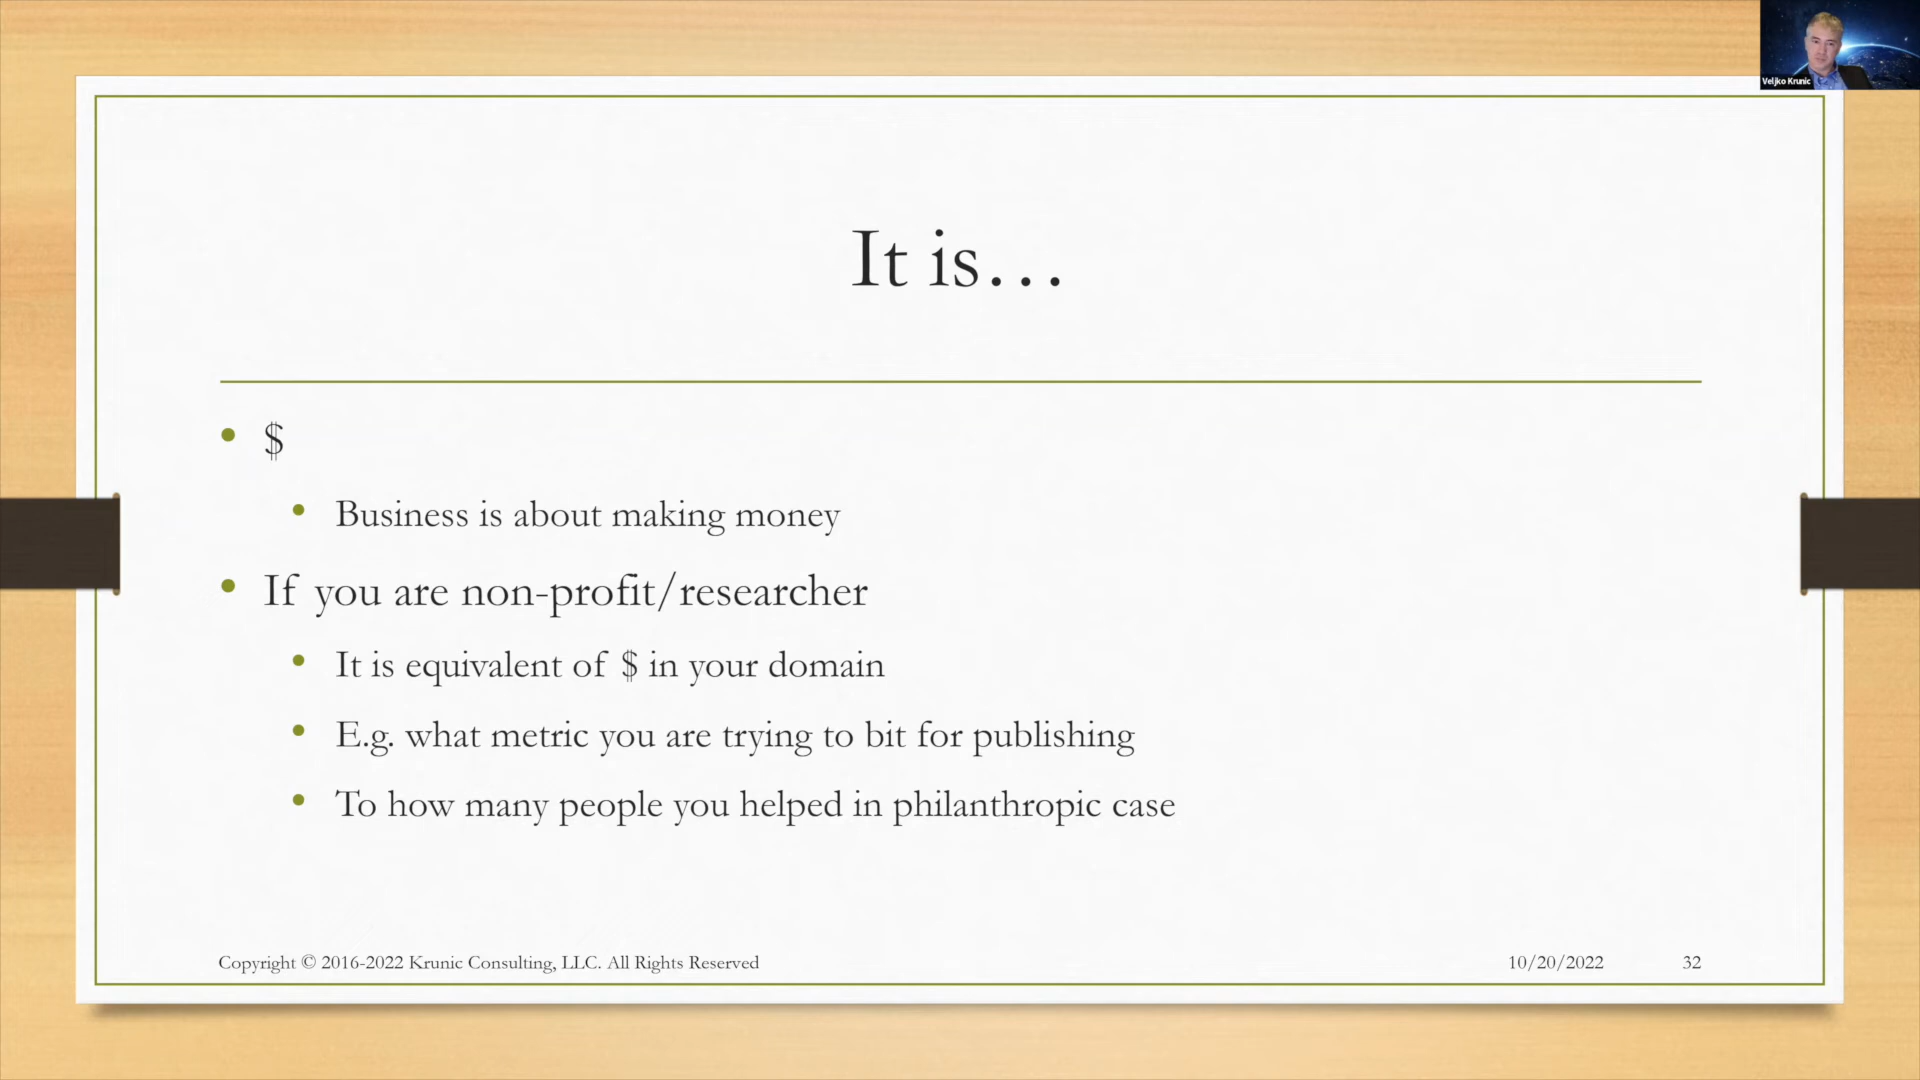 Veljko Krunic
It is...
$
Business is about making money
If you are non-profit/researcher
It is equivalent of $ in your domain
E.g. what metric you are trying to bit for publishing
To how many people you helped in philanthropic case
Copyright © 2016-2022 Krunic Consulting, LLC. All Rights Reserved
10/20/2022
32